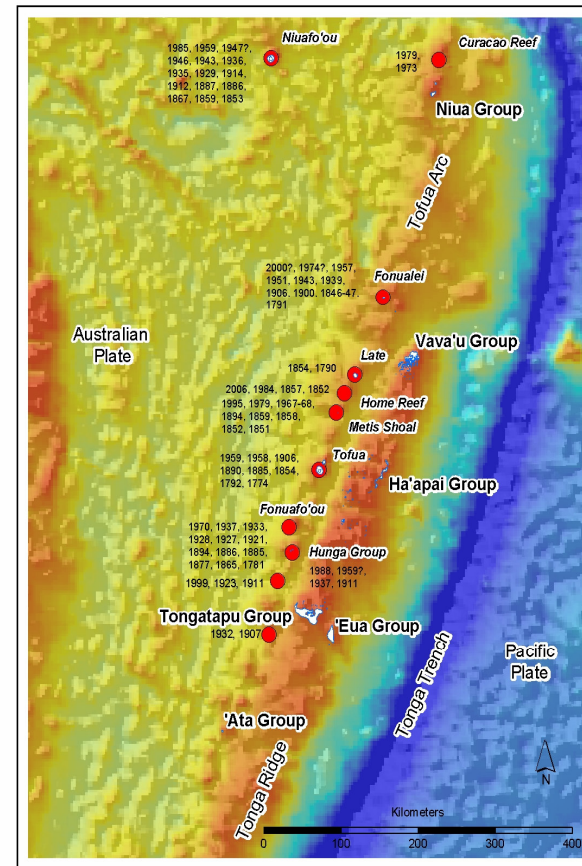 Niuafo'ou
1985, 1959, 1947?,
1946, 1943, 1936,
1935, 1929, 1914,
1912, 1887, 1886,
1867, 1859, 1853
Curacao Reef
1979,
1973
Niua Group
Tofua Arc
2000?, 1974?, 1957,
1951, 1943, 1939,
1906. 1900. 1846-47.
1791
Fonualei
Australian
Plate
Vava'u Group
Late
1854, 1790
2006, 1984, 1857, 1852
Home Reef
1995, 1979, 1967-68,
1894, 1859, 1858,
1852, 1851
Metis Shoal
Tofua
1959, 1958, 1906,
1890, 1885, 1854,
1792, 1774
Ha'apai Group
Fonuafo'ou
1970, 1937, 1933,
1928, 1927, 1921,
1894, 1886, 1885,
1877, 1865, 1781
Hunga Group
1988, 1959?,
1937, 1911
1999, 1923, 1911
Tongatapu Group
'Eua Group
1932, 1907
Pacific
Plate
Tonga Trench
'Ata Group
Tonga Ridge
N
Kilometers
0 100 200 300 400